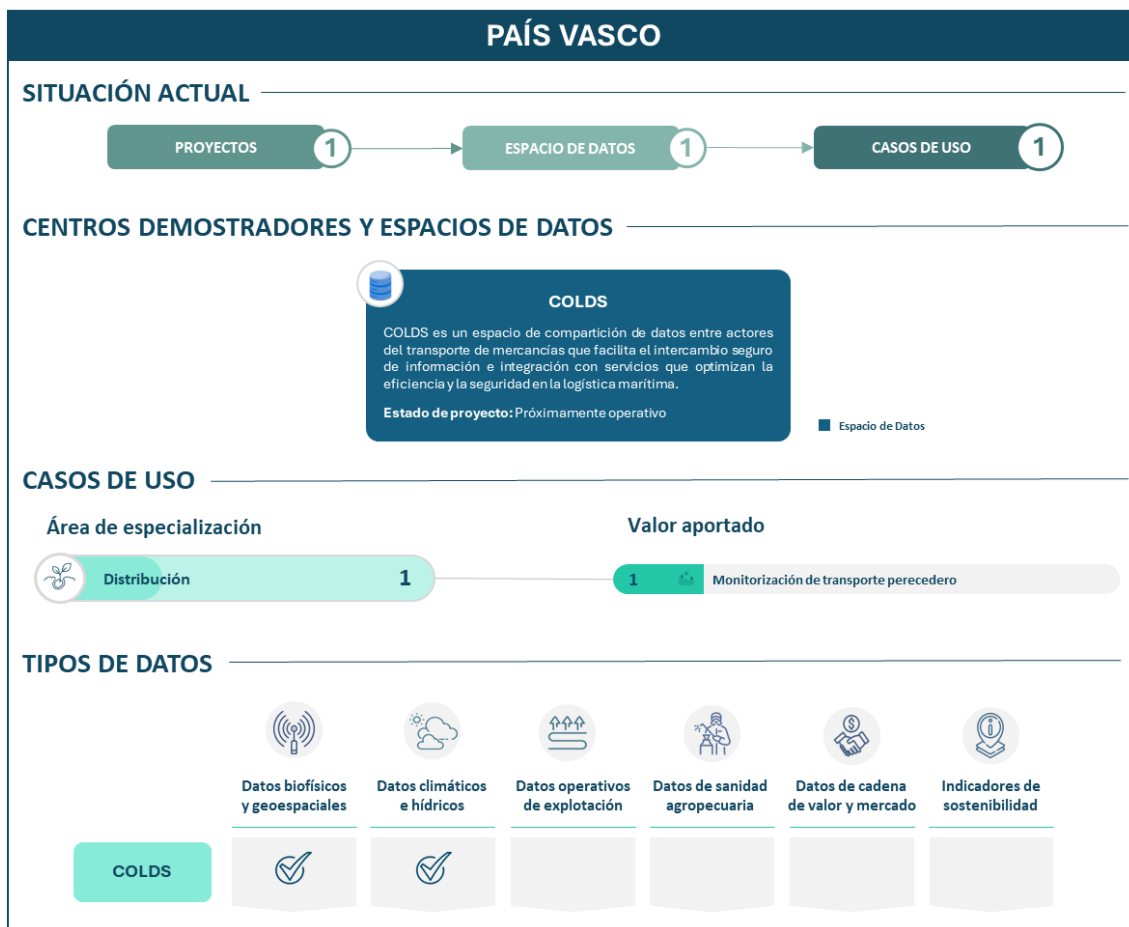 PAÍS VASCO
SITUACIÓN ACTUAL
PROYECTOS 1
ESPACIO DE DATOS 1
CASOS DE USO 1
CENTROS DEMOSTRADORES Y ESPACIOS DE DATOS
COLDS
COLDS es un espacio de compartición de datos entre actores
del transporte de mercancías que facilita el intercambio seguro
de información e integración con servicios que optimizan la
eficiencia y la seguridad en la logística marítima.
Estado de proyecto: Próximamente operativo
Espacio de Datos
CASOS DE USO
Área de especialización
Distribución 1
Valor aportado
1 Monitorización de transporte perecedero
TIPOS DE DATOS
Datos biofísicos
y geoespaciales
Datos climáticos
e hídricos
Datos operativos
de explotación
Datos de sanidad
agropecuaria
Datos de cadena
de valor y mercado
Indicadores de
sostenibilidad
COLDS